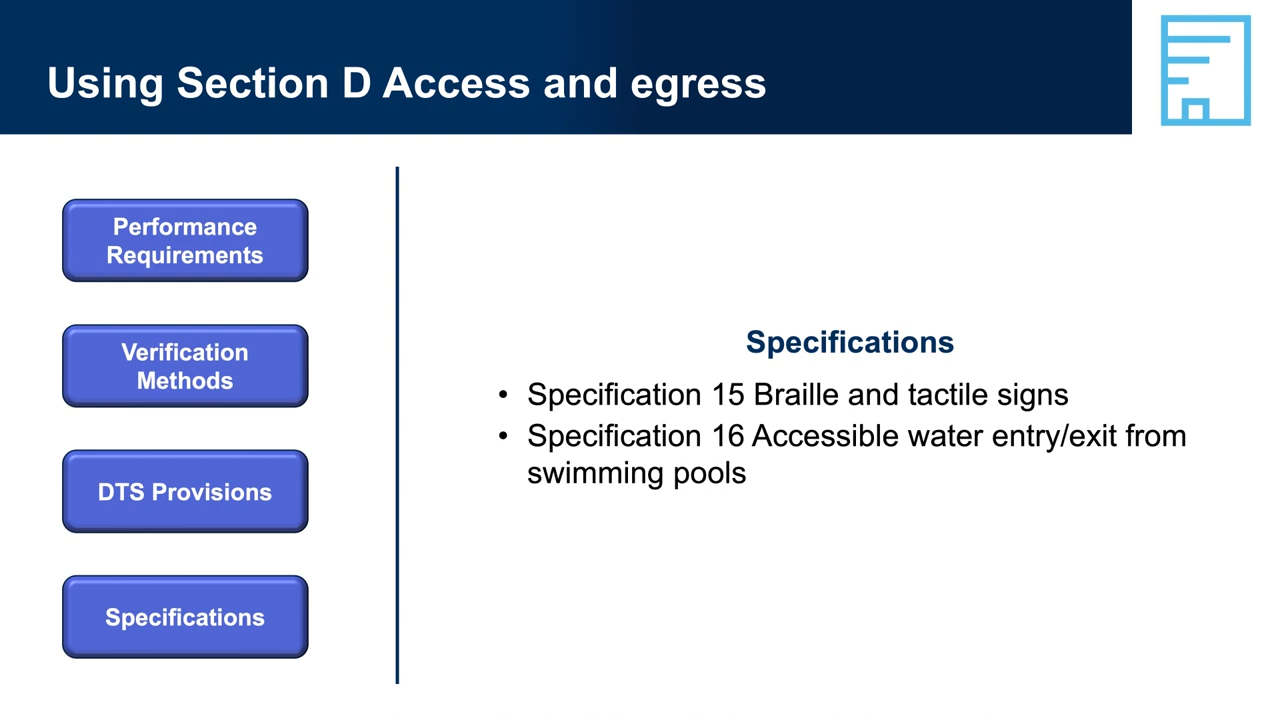 Using Section D Access and egress
Performance
Requirements
Verification
Methods
DTS Provisions
Specifications
Specifications
• Specification 15 Braille and tactile signs
• Specification 16 Accessible water entry/exit from
swimming pools